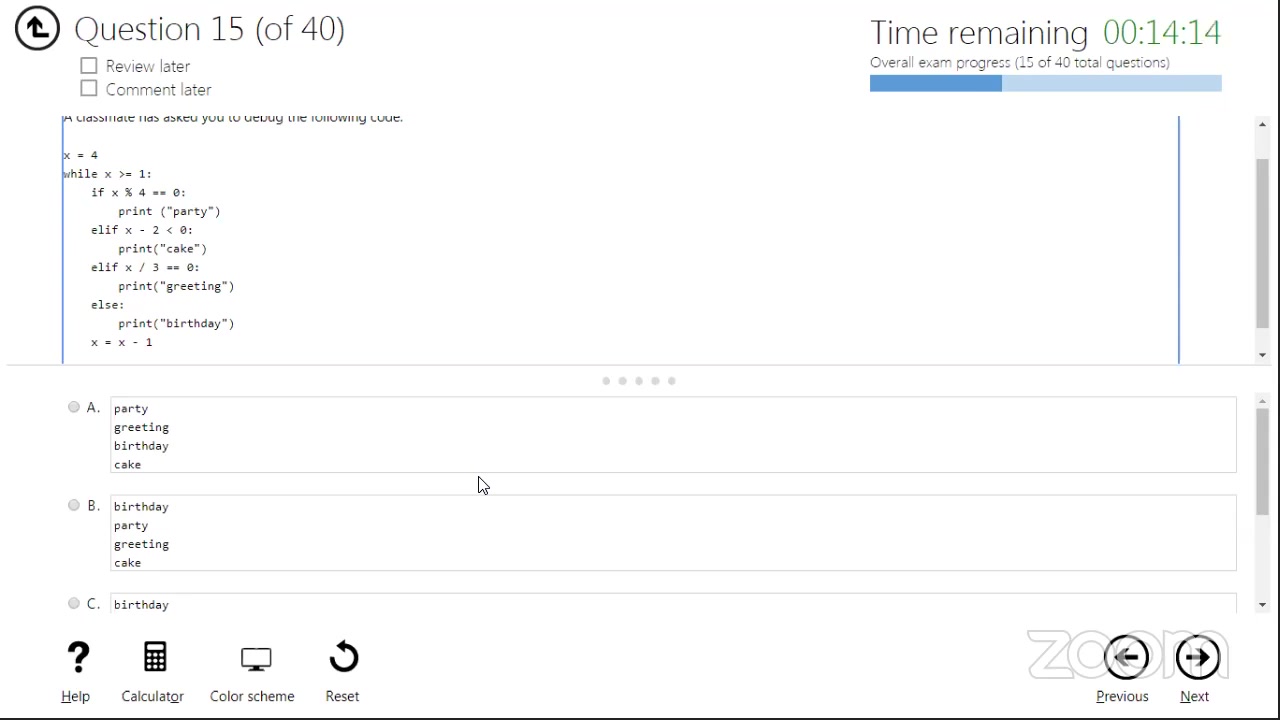 Question 15 (of 40)
Time remaining 00:14:14
Review later
Overall exam progress (15 of 40 total questions)
Comment later
A classmate has asked you to debug the following code.
x = 4
while x >= 1:
    if x % 4 == 0:
        print ("party")
    elif x - 2 < 0:
        print("cake")
    elif x / 3 == 0:
        print("greeting")
    else:
        print("birthday")
    x = x - 1
A. party
greeting
birthday
cake
B. birthday
party
greeting
cake
C. birthday
zoom
Help
Calculator
Color scheme
Reset
Previous
Next